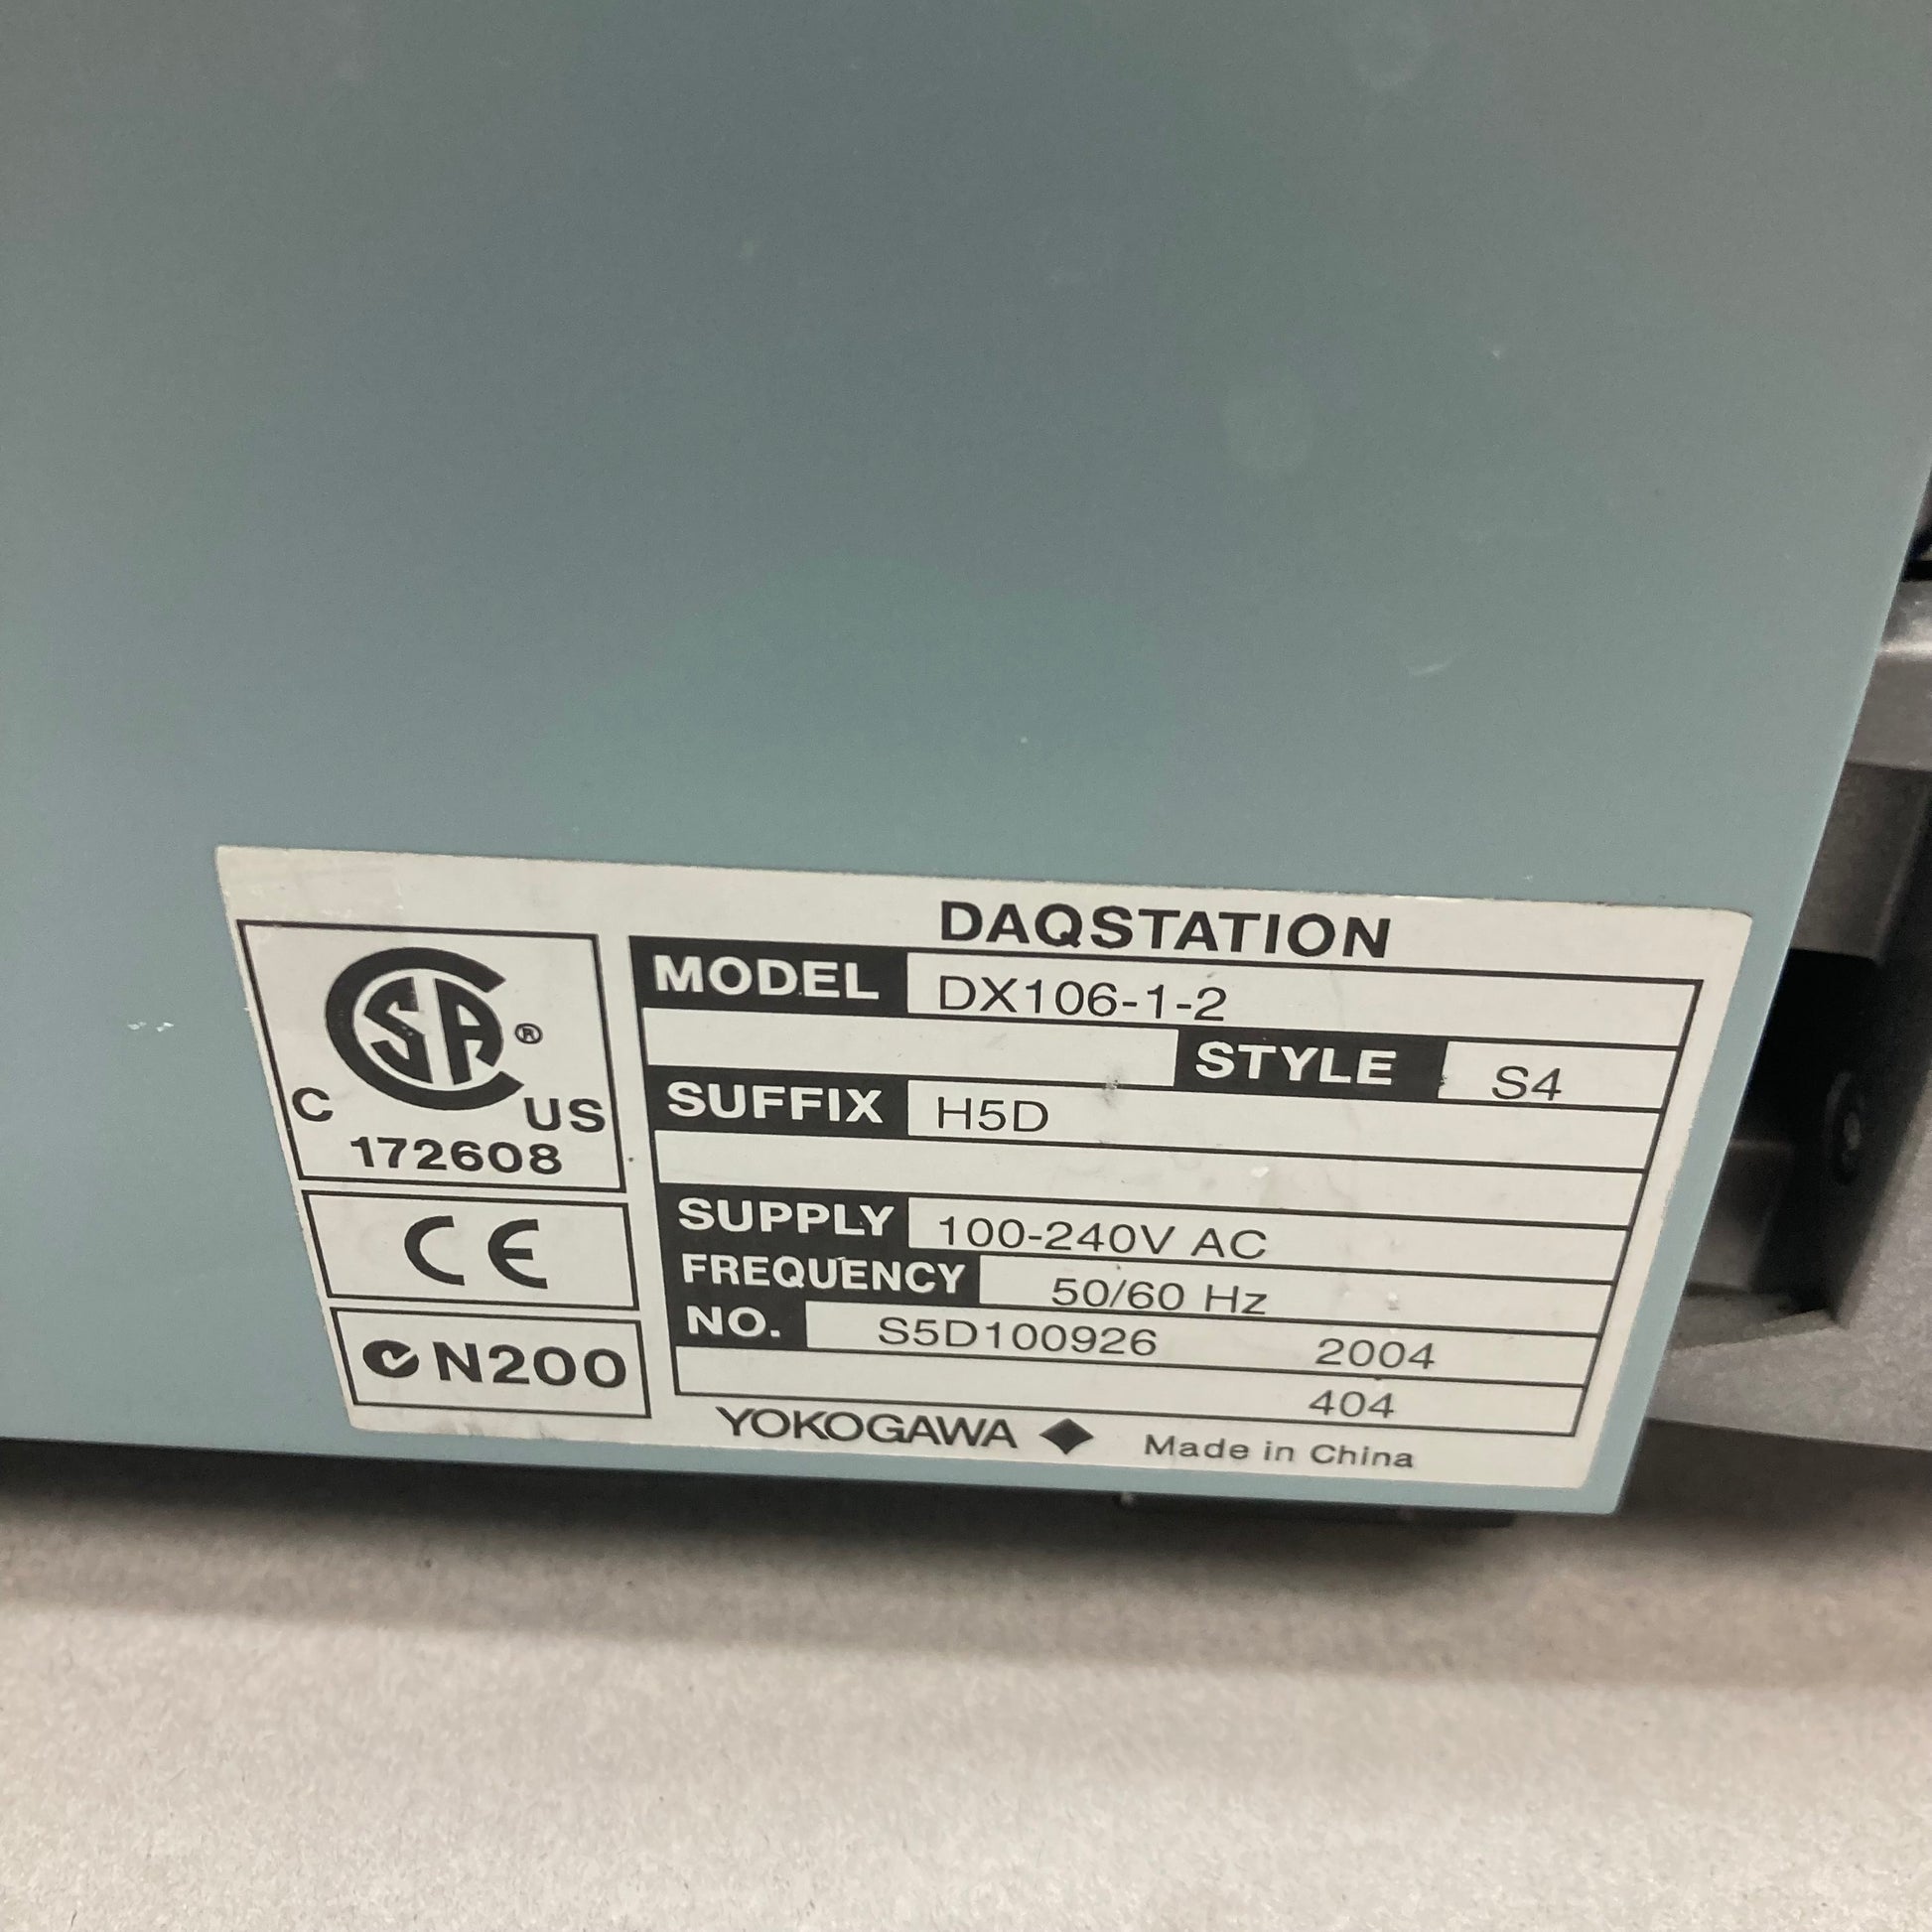 DAQSTATION
MODEL DX106-1-2
STYLE S4
SUFFIX H5D
SUPPLY 100-240V AC
FREQUENCY 50/60 Hz
NO. S5D100926 2004
404
YOKOGAWA Made in China
CSA®
C US
172608
CE
N200